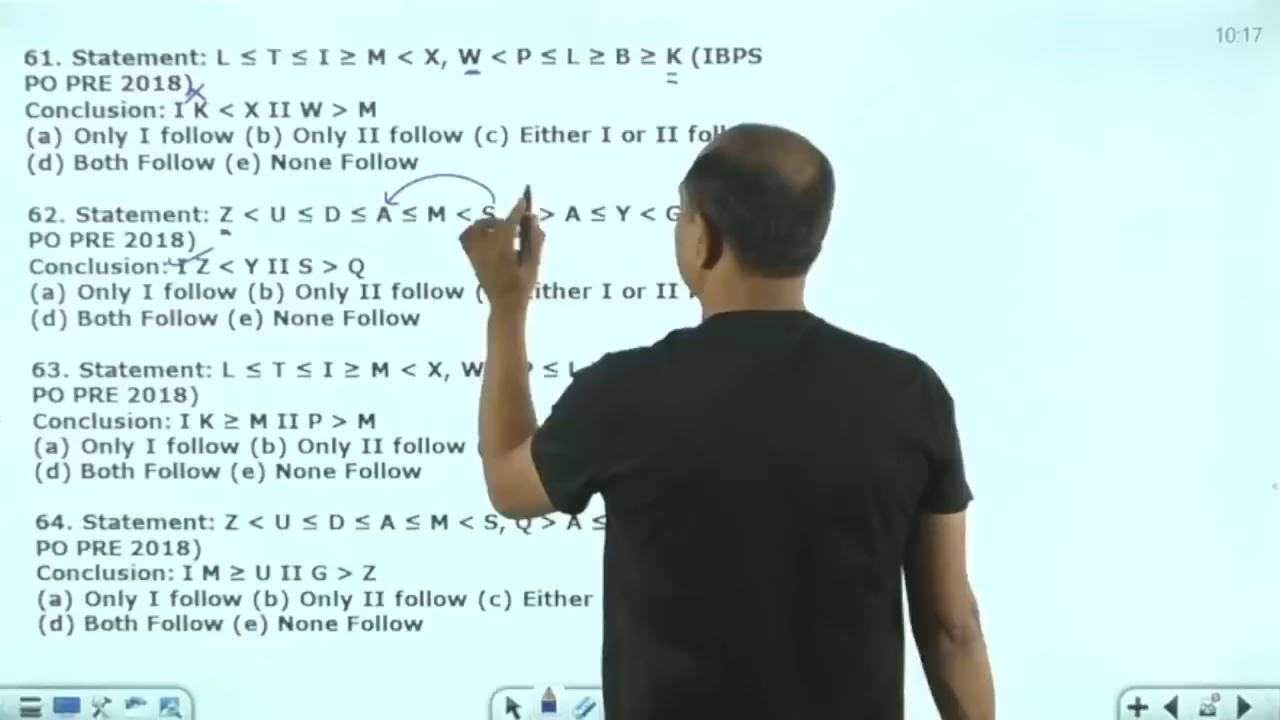 10:17
61. Statement: L ≤ T ≤ I ≥ M < X, W < P ≤ L ≥ B ≥ K (IBPS
PO PRE 2018)
Conclusion: I K < X II W > M
(a) Only I follow (b) Only II follow (c) Either I or II
(d) Both Follow (e) None Follow
62. Statement: Z < U ≤ D ≤ A ≤ M < S > A ≤ Y < G
PO PRE 2018)
Conclusion: I Z < Y II S > Q
(a) Only I follow (b) Only II follow ( ither I or II
(d) Both Follow (e) None Follow
63. Statement: L ≤ T ≤ I ≥ M < X, W ≤ L
PO PRE 2018)
Conclusion: I K ≥ M II P > M
(a) Only I follow (b) Only II follow
(d) Both Follow (e) None Follow
64. Statement: Z < U ≤ D ≤ A ≤ M < S, Q > A ≤
PO PRE 2018)
Conclusion: I M ≥ U II G > Z
(a) Only I follow (b) Only II follow (c) Either
(d) Both Follow (e) None Follow